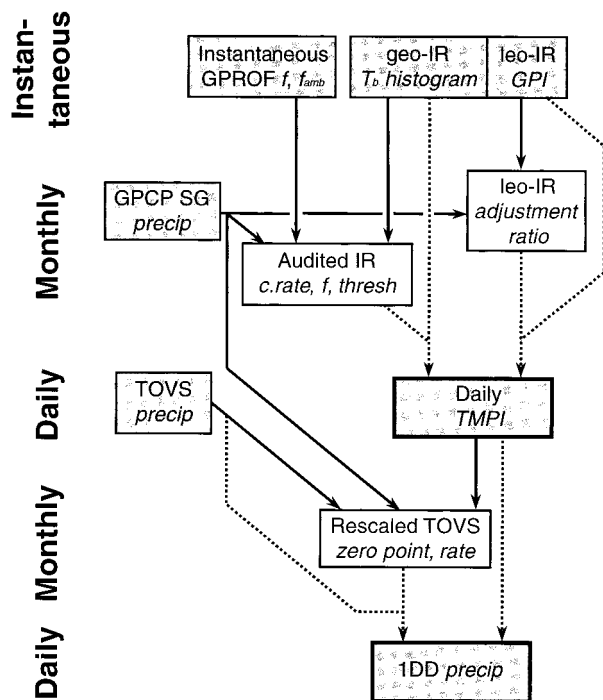 Instan-
taneous
Instantaneous
GPROF f, famb
geo-IR
Tb histogram
leo-IR
GPI
Monthly
GPCP SG
precip
leo-IR
adjustment
ratio
Audited IR
c.rate, f, thresh
Daily
TOVS
precip
Daily
TMPI
Monthly
Rescaled TOVS
zero point, rate
Daily
1DD precip